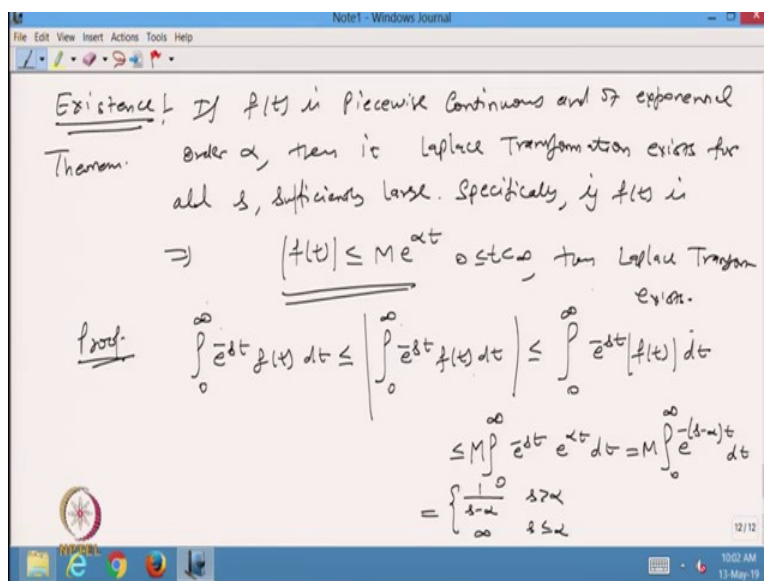 Note1 - Windows Journal
File Edit View Insert Actions Tools Help
Existence! If f(t) is Piecewise Continuous and of exponential
Theorem. order α, then it Laplace Transformation exists for
all s, sufficiently large. Specifically, if f(t) is
⇒ |f(t)| ≤ M e^{αt} 0 ≤ t < ∞, then Laplace Transform
exists.
Proof. ∫_0^∞ e^{-st} f(t) dt ≤ |∫_0^∞ e^{-st} f(t) dt| ≤ ∫_0^∞ e^{-st} |f(t)| dt
≤ M ∫_0^∞ e^{-st} e^{αt} dt = M ∫_0^∞ e^{-(s-α)t} dt
= { 1/(s-α) s>α
∞ s≤α
NPTEL
12/12
10:02 AM
13-May-19